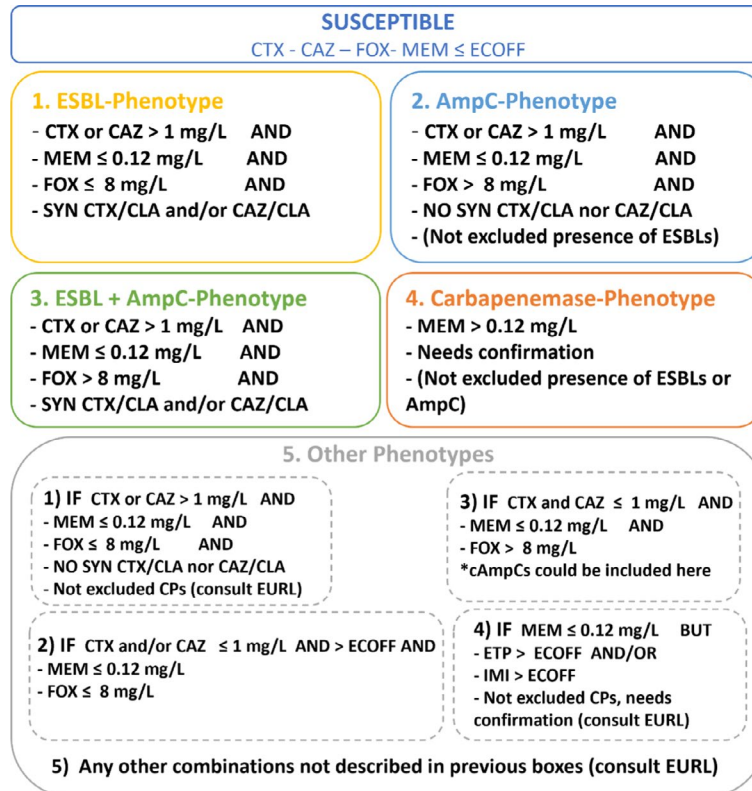 SUSCEPTIBLE
CTX - CAZ – FOX- MEM ≤ ECOFF
1. ESBL-Phenotype
- CTX or CAZ > 1 mg/L AND
- MEM ≤ 0.12 mg/L AND
- FOX ≤ 8 mg/L AND
- SYN CTX/CLA and/or CAZ/CLA
2. AmpC-Phenotype
- CTX or CAZ > 1 mg/L AND
- MEM ≤ 0.12 mg/L AND
- FOX > 8 mg/L AND
- NO SYN CTX/CLA nor CAZ/CLA
- (Not excluded presence of ESBLs)
3. ESBL + AmpC-Phenotype
- CTX or CAZ > 1 mg/L AND
- MEM ≤ 0.12 mg/L AND
- FOX > 8 mg/L AND
- SYN CTX/CLA and/or CAZ/CLA
4. Carbapenemase-Phenotype
- MEM > 0.12 mg/L
- Needs confirmation
- (Not excluded presence of ESBLs or
AmpC)
5. Other Phenotypes
1) IF CTX or CAZ > 1 mg/L AND
- MEM ≤ 0.12 mg/L AND
- FOX ≤ 8 mg/L AND
- NO SYN CTX/CLA nor CAZ/CLA
- Not excluded CPs (consult EURL)
2) IF CTX and/or CAZ ≤ 1 mg/L AND > ECOFF AND
- MEM ≤ 0.12 mg/L
- FOX ≤ 8 mg/L
3) IF CTX and CAZ ≤ 1 mg/L AND
- MEM ≤ 0.12 mg/L AND
- FOX > 8 mg/L
*cAmpCs could be included here
4) IF MEM ≤ 0.12 mg/L BUT
- ETP > ECOFF AND/OR
- IMI > ECOFF
- Not excluded CPs, needs
confirmation (consult EURL)
5) Any other combinations not described in previous boxes (consult EURL)